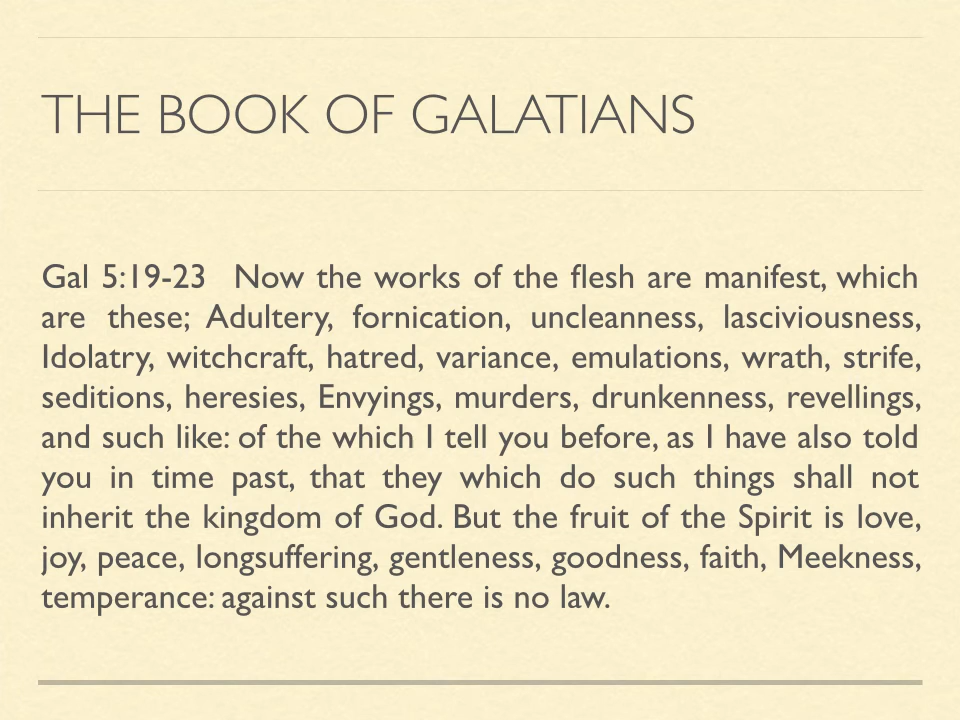 THE BOOK OF GALATIANS
Gal 5:19-23  Now the works of the flesh are manifest, which
are these; Adultery, fornication, uncleanness, lasciviousness,
Idolatry, witchcraft, hatred, variance, emulations, wrath, strife,
seditions, heresies, Envyings, murders, drunkenness, revellings,
and such like: of the which I tell you before, as I have also told
you in time past, that they which do such things shall not
inherit the kingdom of God. But the fruit of the Spirit is love,
joy, peace, longsuffering, gentleness, goodness, faith, Meekness,
temperance: against such there is no law.